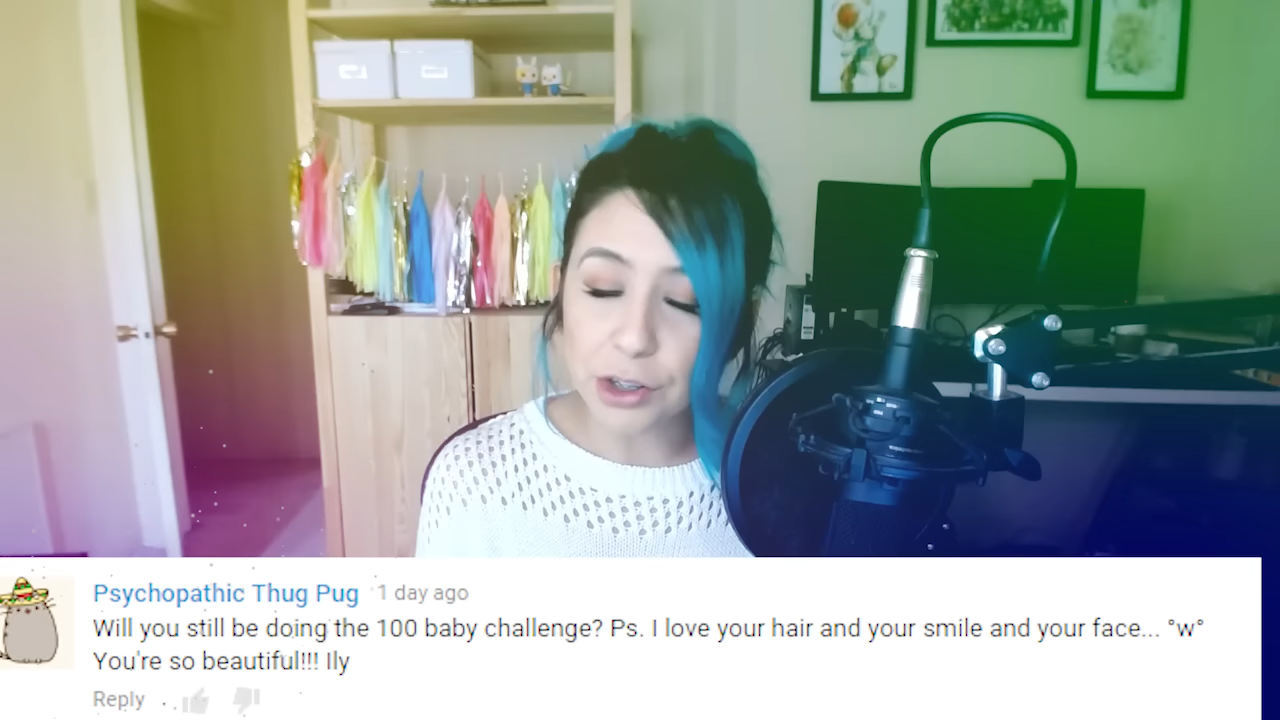 Psychopathic Thug Pug 1 day ago
Will you still be doing the 100 baby challenge? Ps. I love your hair and your smile and your face... °w°
You're so beautiful!!! Ily
Reply